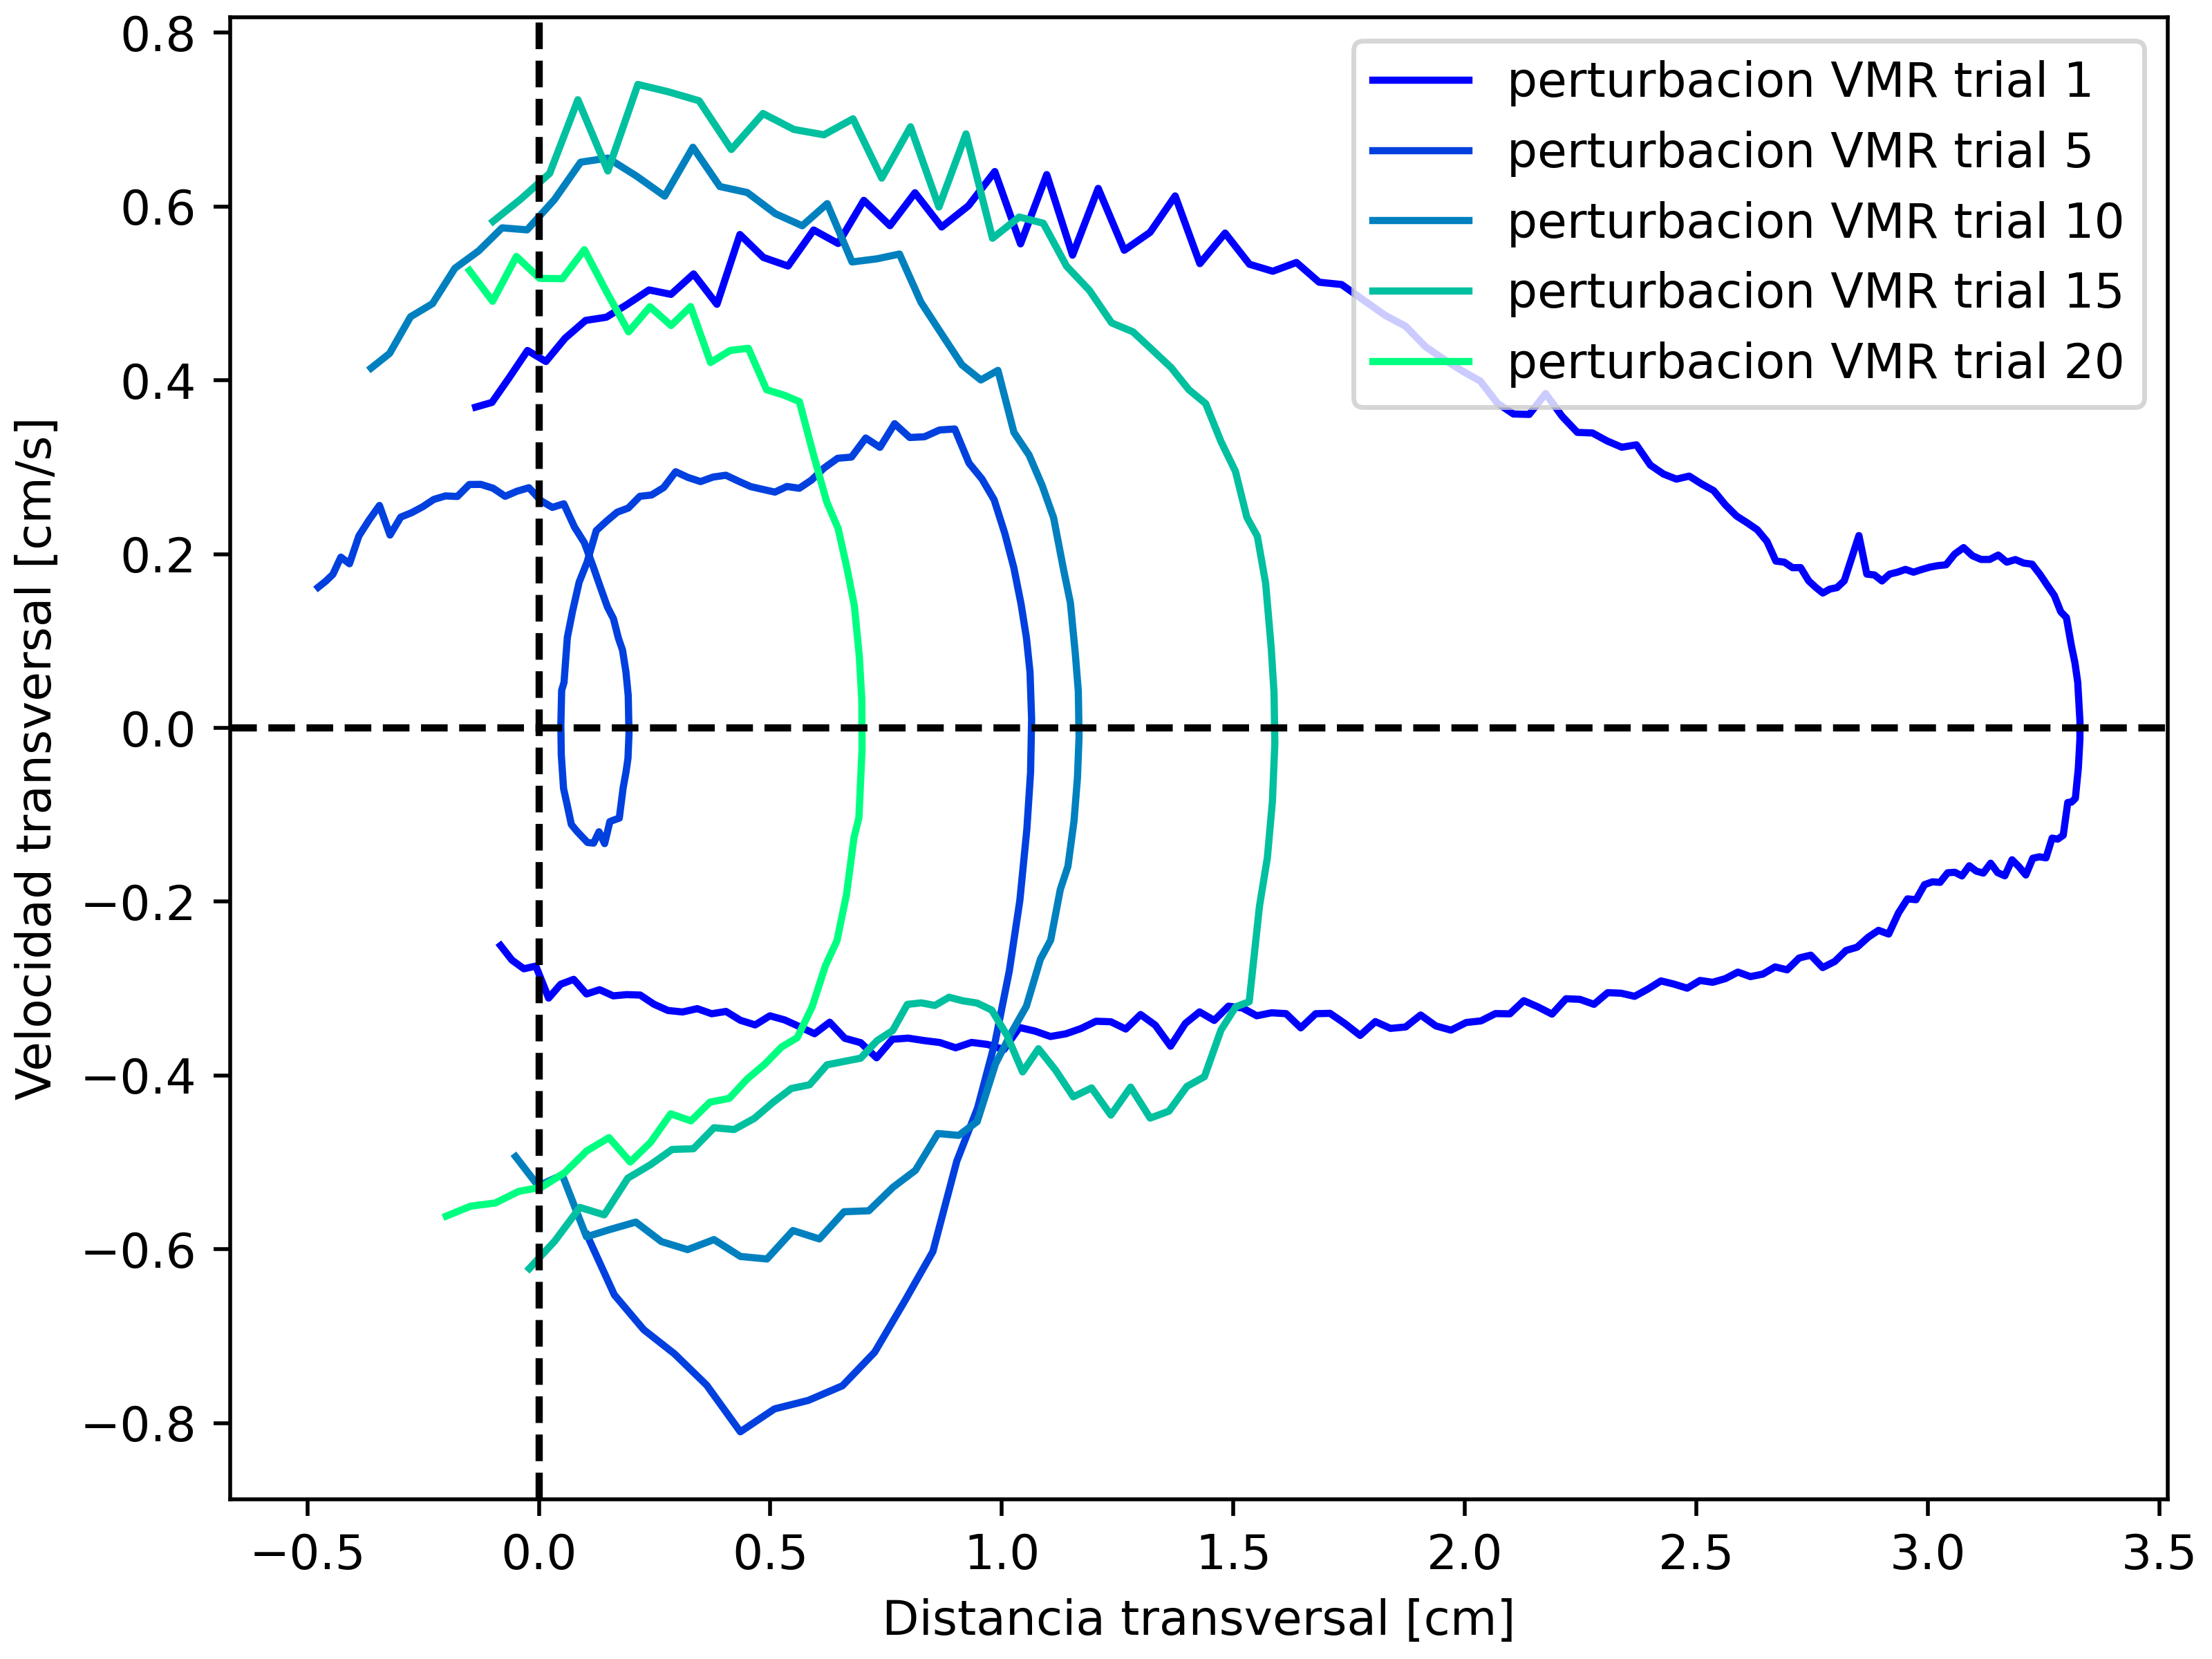 perturbacion VMR trial 1
perturbacion VMR trial 5
perturbacion VMR trial 10
perturbacion VMR trial 15
perturbacion VMR trial 20
Velocidad transversal [cm/s]
0.8
0.6
0.4
0.2
0.0
−0.2
−0.4
−0.6
−0.8
−0.5 0.0 0.5 1.0 1.5 2.0 2.5 3.0 3.5
Distancia transversal [cm]